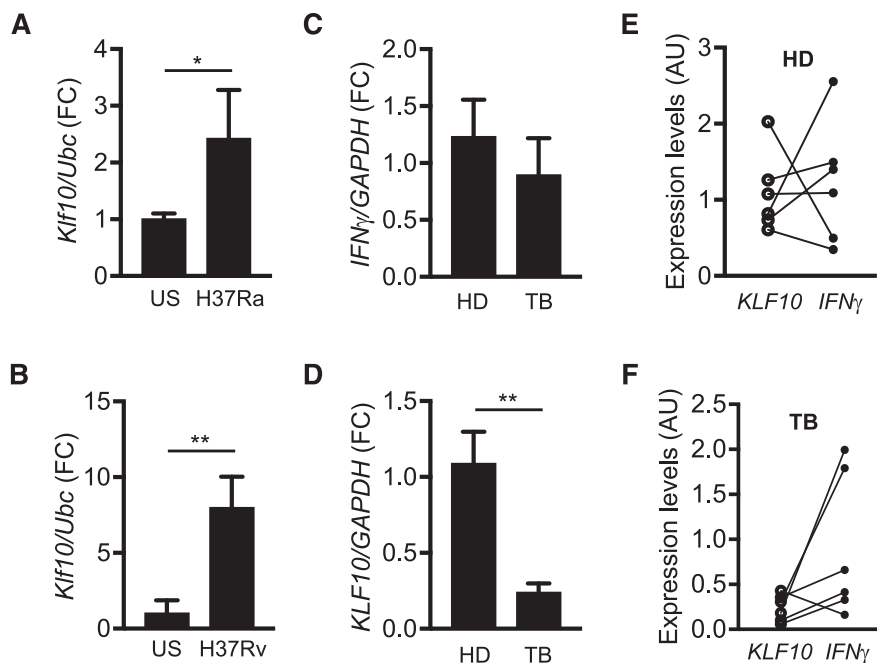 A
Klf10/Ubc (FC)
4
3
2
1
0
*
US H37Ra
B
Klf10/Ubc (FC)
15
10
5
0
**
US H37Rv
C
IFNγ/GAPDH (FC)
2.0
1.5
1.0
0.5
0.0
HD TB
D
KLF10/GAPDH (FC)
1.5
1.0
0.5
0.0
**
HD TB
E
HD
Expression levels (AU)
3
2
1
0
KLF10 IFNγ
F
TB
Expression levels (AU)
2.5
2.0
1.5
1.0
0.5
0.0
KLF10 IFNγ